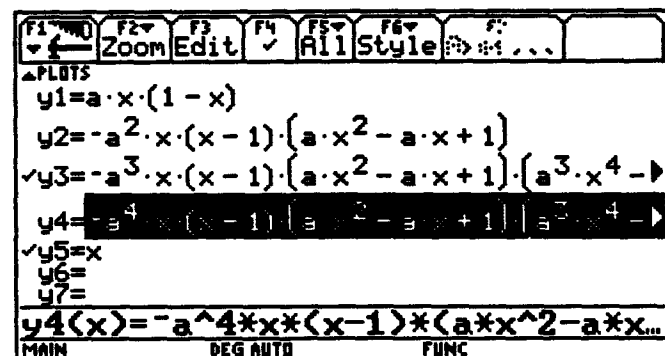 F1 F2 F3 F4 F5 F6 F7
Zoom Edit ✓ All Style ...
▲PLOTS
y1=a·x·(1 − x)
y2=⁻a²·x·(x − 1)·(a·x² − a·x + 1)
✓y3=⁻a³·x·(x − 1)·(a·x² − a·x + 1)·(a³·x⁴ −▶
y4=⁻a⁴·x·(x − 1)·(a·x² − a·x + 1)·(a³·x⁴ −▶
✓y5=x
y6=
y7=
y4(x)=⁻a^4*x*(x−1)*(a*x^2−a*x…
MAIN DEG AUTO FUNC